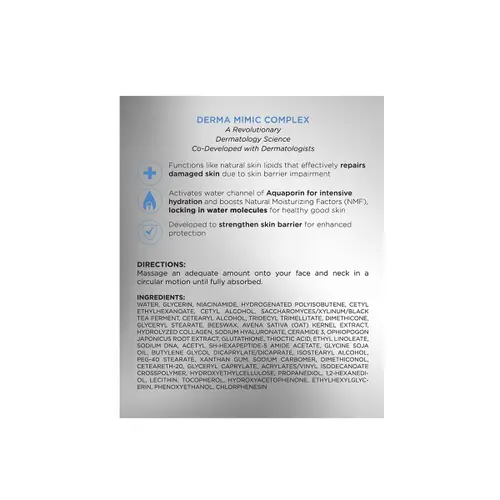 DERMA MIMIC COMPLEX
A Revolutionary
Dermatology Science
Co-Developed with Dermatologists
Functions like natural skin lipids that effectively repairs
damaged skin due to skin barrier impairment
Activates water channel of Aquaporin for intensive
hydration and boosts Natural Moisturizing Factors (NMF),
locking in water molecules for healthy good skin
Developed to strengthen skin barrier for enhanced
protection
DIRECTIONS:
Massage an adequate amount onto your face and neck in a
circular motion until fully absorbed.
INGREDIENTS:
WATER, GLYCERIN, NIACINAMIDE, HYDROGENATED POLYISOBUTENE, CETYL
ETHYLHEXANOATE, CETYL ALCOHOL, SACCHAROMYCES/XYLINUM/BLACK
TEA FERMENT, CETEARYL ALCOHOL, TRIDECYL TRIMELLITATE, DIMETHICONE,
GLYCERYL STEARATE, BEESWAX, AVENA SATIVA (OAT) KERNEL EXTRACT,
HYDROLYZED COLLAGEN, SODIUM HYALURONATE, CERAMIDE 3, OPHIOPOGON
JAPONICUS ROOT EXTRACT, GLUTATHIONE, THIOCTIC ACID, ETHYL LINOLEATE,
SODIUM DNA, ACETYL SH-HEXAPEPTIDE-5 AMIDE ACETATE, GLYCINE SOJA
OIL, BUTYLENE GLYCOL DICAPRYLATE/DICAPRATE, ISOSTEARYL ALCOHOL,
PEG-40 STEARATE, XANTHAN GUM, SODIUM CARBOMER, DIMETHICONOL,
CETEARETH-20, GLYCERYL CAPRYLATE, ACRYLATES/VINYL ISODECANOATE
CROSSPOLYMER, HYDROXYETHYLCELLULOSE, PROPANEDIOL, 1,2-HEXANEDI-
OL, LECITHIN, TOCOPHEROL, HYDROXYACETOPHENONE, ETHYLHEXYLGLYC-
ERIN, PHENOXYETHANOL, CHLORPHENESIN